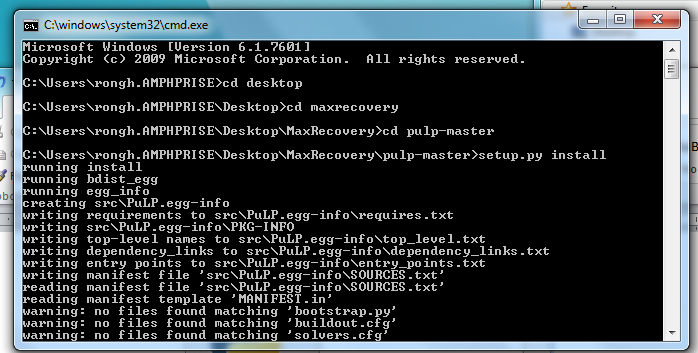 C:\windows\system32\cmd.exe
Favorites
Microsoft Windows [Version 6.1.7601]
Copyright (c) 2009 Microsoft Corporation.  All rights reserved.
C:\Users\rongh.AMPHPRISE>cd desktop
C:\Users\rongh.AMPHPRISE\Desktop>cd maxrecovery
C:\Users\rongh.AMPHPRISE\Desktop\MaxRecovery>cd pulp-master
C:\Users\rongh.AMPHPRISE\Desktop\MaxRecovery\pulp-master>setup.py install
running install
running bdist_egg
running egg_info
creating src\PuLP.egg-info
writing requirements to src\PuLP.egg-info\requires.txt
writing src\PuLP.egg-info\PKG-INFO
writing top-level names to src\PuLP.egg-info\top_level.txt
writing dependency_links to src\PuLP.egg-info\dependency_links.txt
writing entry points to src\PuLP.egg-info\entry_points.txt
writing manifest file 'src\PuLP.egg-info\SOURCES.txt'
reading manifest file 'src\PuLP.egg-info\SOURCES.txt'
reading manifest template 'MANIFEST.in'
warning: no files found matching 'bootstrap.py'
warning: no files found matching 'buildout.cfg'
warning: no files found matching 'solvers.cfg'